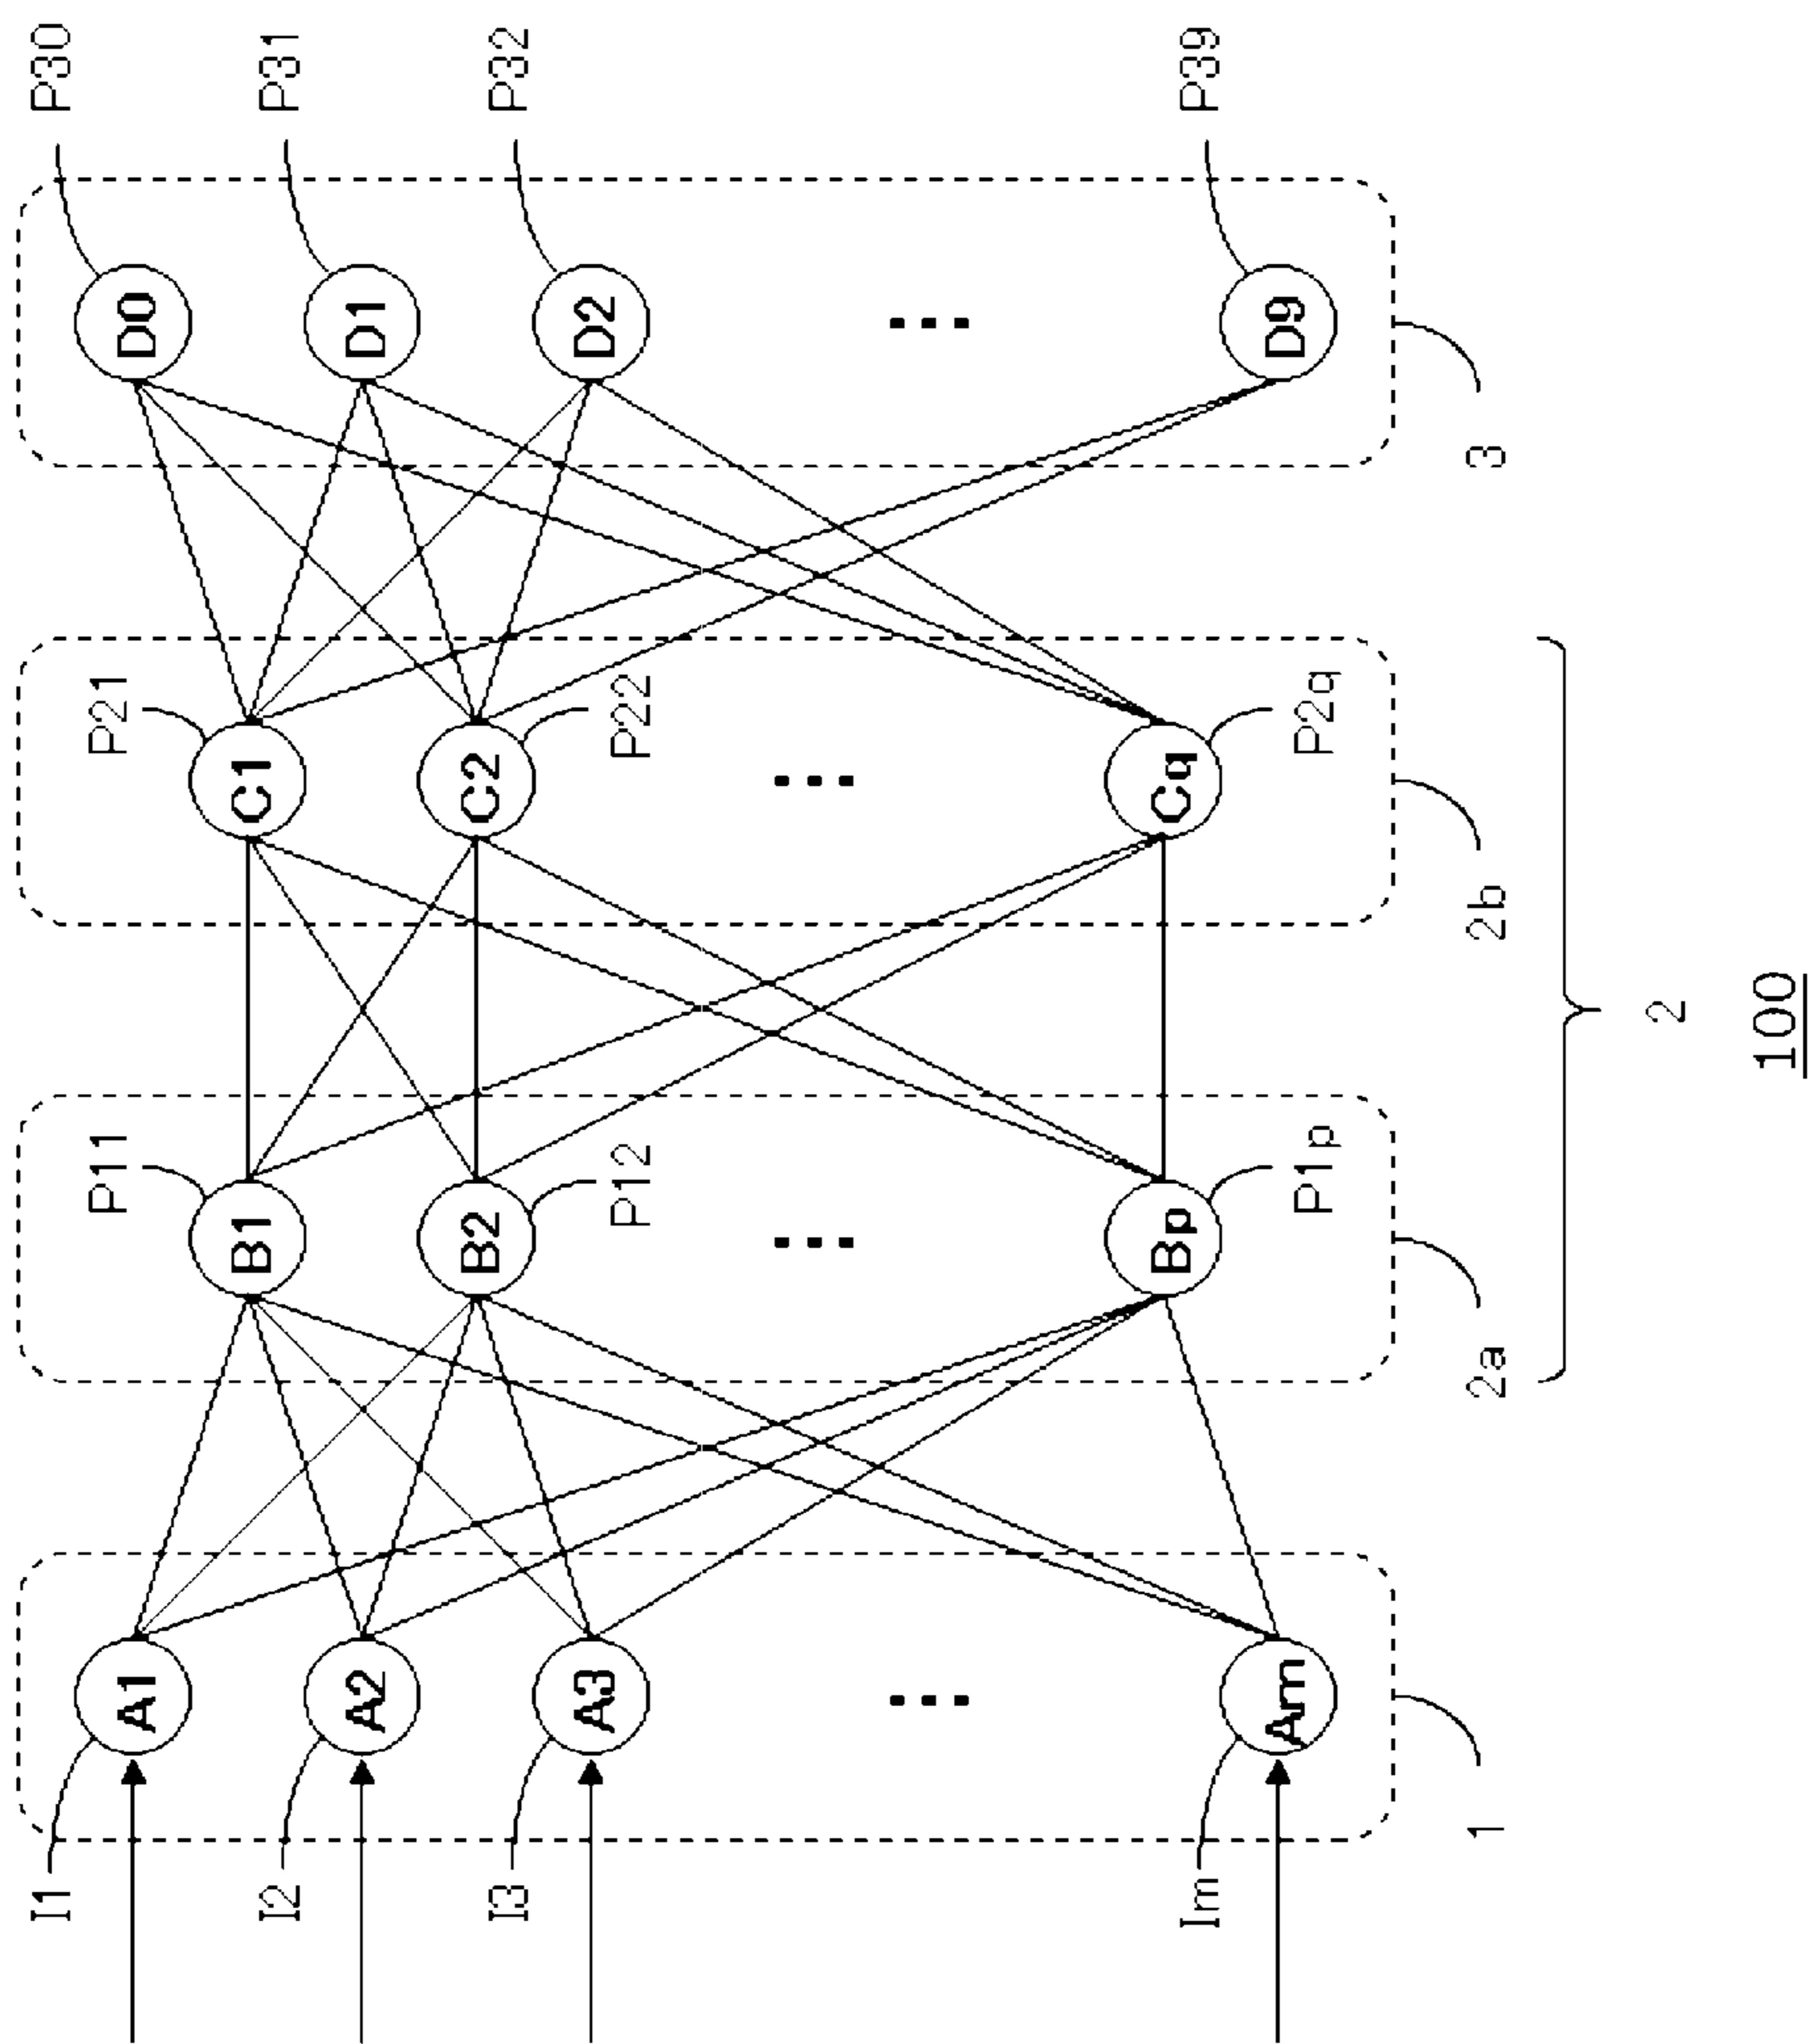 P30
P31
P32
P39
D0
D1
D2
D9
3
P21
P222
P2q
C1
C2
Cq
2b
P11
P12
P1p
B1
B2
Bp
2a
2
100
A1
A2
A3
Am
1
I1
I2
I3
Im